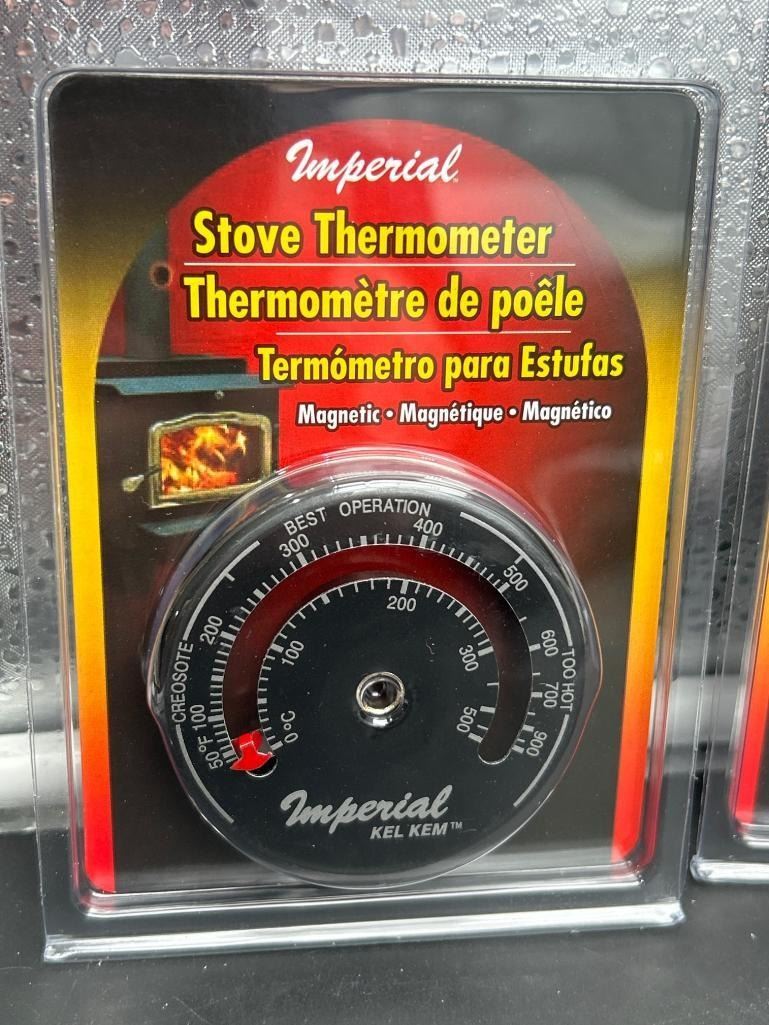 Imperial™
Stove Thermometer
Thermomètre de poêle
Termómetro para Estufas
Magnetic • Magnétique • Magnético
BEST OPERATION
CREOSOTE
TOO HOT
50°F 100 200 300 400 500 600 700 900
0°C 100 200 300 500
Imperial
KEL KEM™